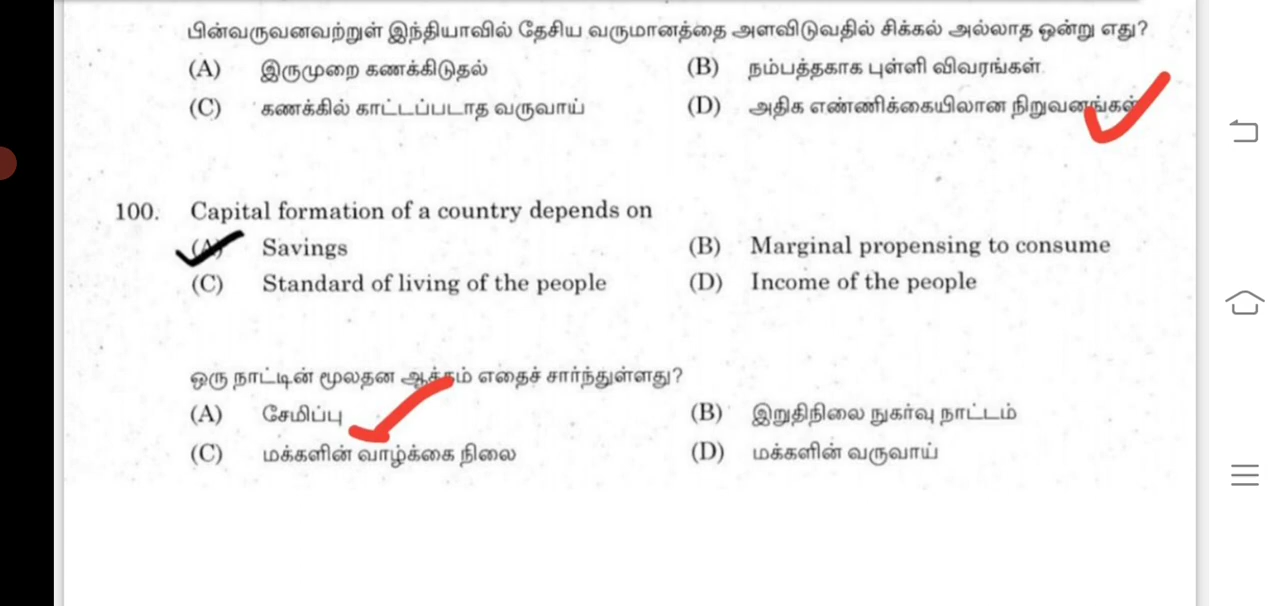 பின்வருவனவற்றுள் இந்தியாவில் தேசிய வருமானத்தை அளவிடுவதில் சிக்கல் அல்லாத ஒன்று எது?
(A) இருமுறை கணக்கிடுதல் (B) நம்பத்தகாக புள்ளி விவரங்கள்
(C) கணக்கில் காட்டப்படாத வருவாய் (D) அதிக எண்ணிக்கையிலான நிறுவனங்கள்
100. Capital formation of a country depends on
(A) Savings (B) Marginal propensing to consume
(C) Standard of living of the people (D) Income of the people
ஒரு நாட்டின் மூலதன ஆக்கம் எதைச் சார்ந்துள்ளது?
(A) சேமிப்பு (B) இறுதிநிலை நுகர்வு நாட்டம்
(C) மக்களின் வாழ்க்கை நிலை (D) மக்களின் வருவாய்